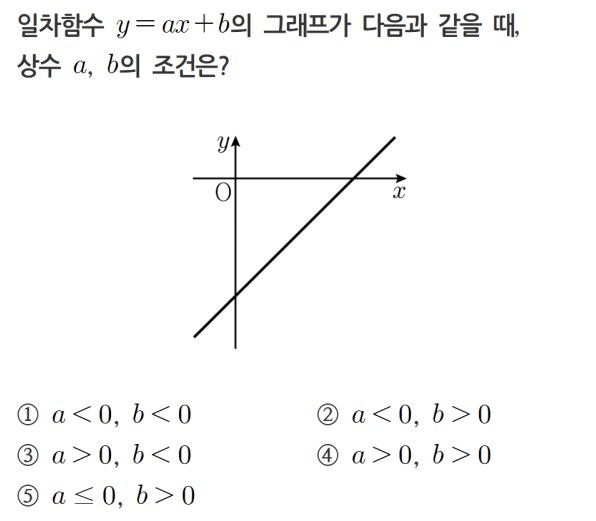 일차함수 y=ax+b의 그래프가 다음과 같을 때,
상수 a, b의 조건은?
y
O
x
① a<0, b<0 ② a<0, b>0
③ a>0, b<0 ④ a>0, b>0
⑤ a≤0, b>0